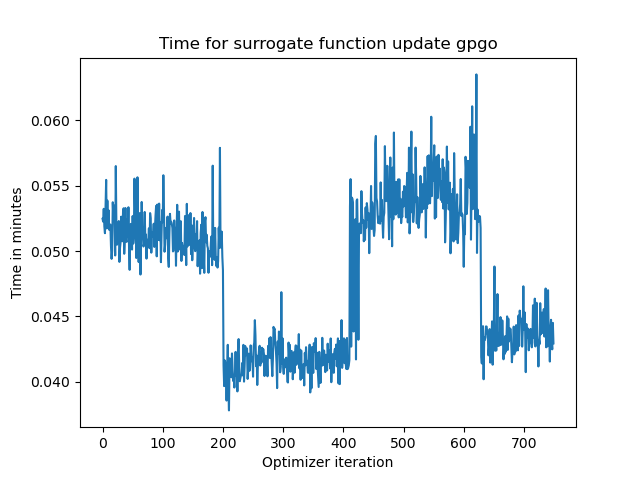 Time for surrogate function update gpgo
0.060
0.055
0.050
0.045
0.040
Time in minutes
0 100 200 300 400 500 600 700
Optimizer iteration